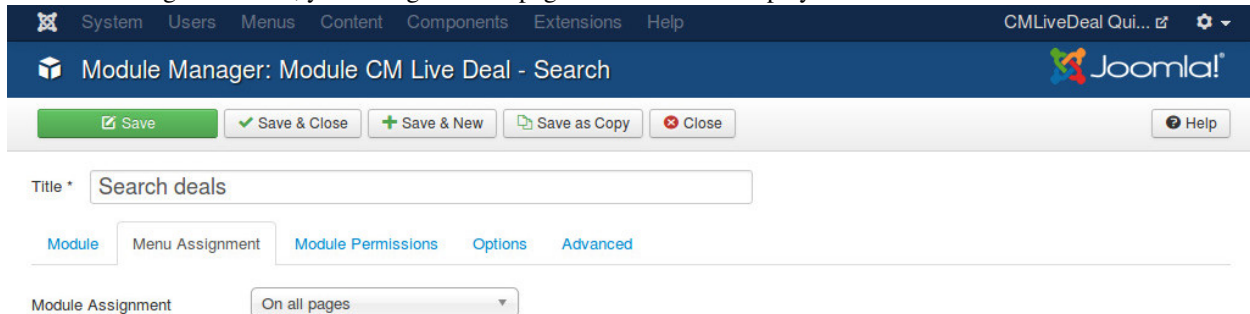 System Users Menus Content Components Extensions Help CMLiveDeal Qui...
Module Manager: Module CM Live Deal - Search Joomla!
Save Save & Close Save & New Save as Copy Close Help
Title * Search deals
Module Menu Assignment Module Permissions Options Advanced
Module Assignment On all pages